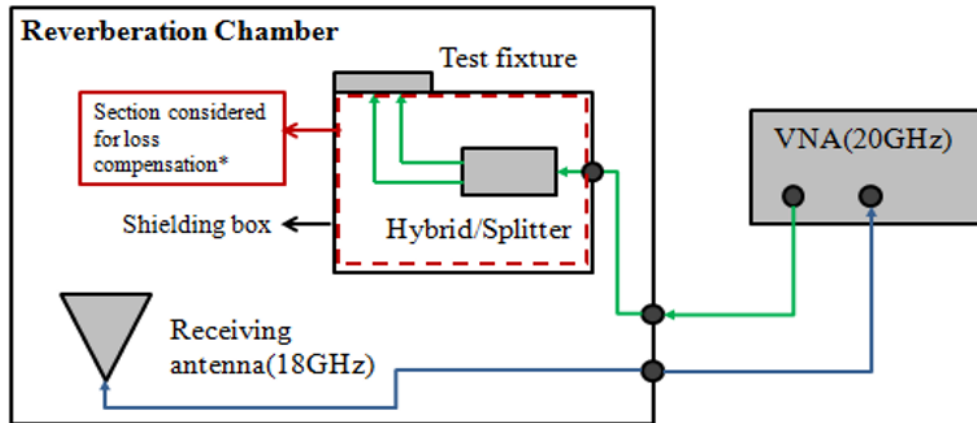 Reverberation Chamber
Test fixture
Section considered
for loss
compensation*
VNA(20GHz)
Shielding box
Hybrid/Splitter
Receiving
antenna(18GHz)